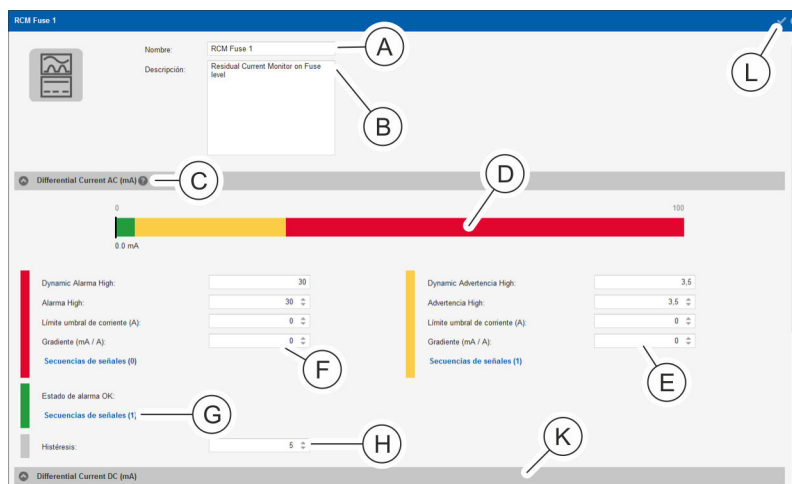 RCM Fuse 1
L
Nombre: RCM Fuse 1 A
Descripción: Residual Current Monitor on Fuse
level
B
Differential Current AC (mA) ? C
D
0 100
0.0 mA
Dynamic Alarma High: 30 Dynamic Advertencia High: 3,5
Alarma High: 30 Advertencia High: 3,5
Límite umbral de corriente (A): 0 Límite umbral de corriente (A): 0
Gradiente (mA / A): 0 Gradiente (mA / A): 0
Secuencias de señales (0) F Secuencias de señales (1) E
Estado de alarma OK:
Secuencias de señales (1) G
Histéresis: 5 H K
Differential Current DC (mA)